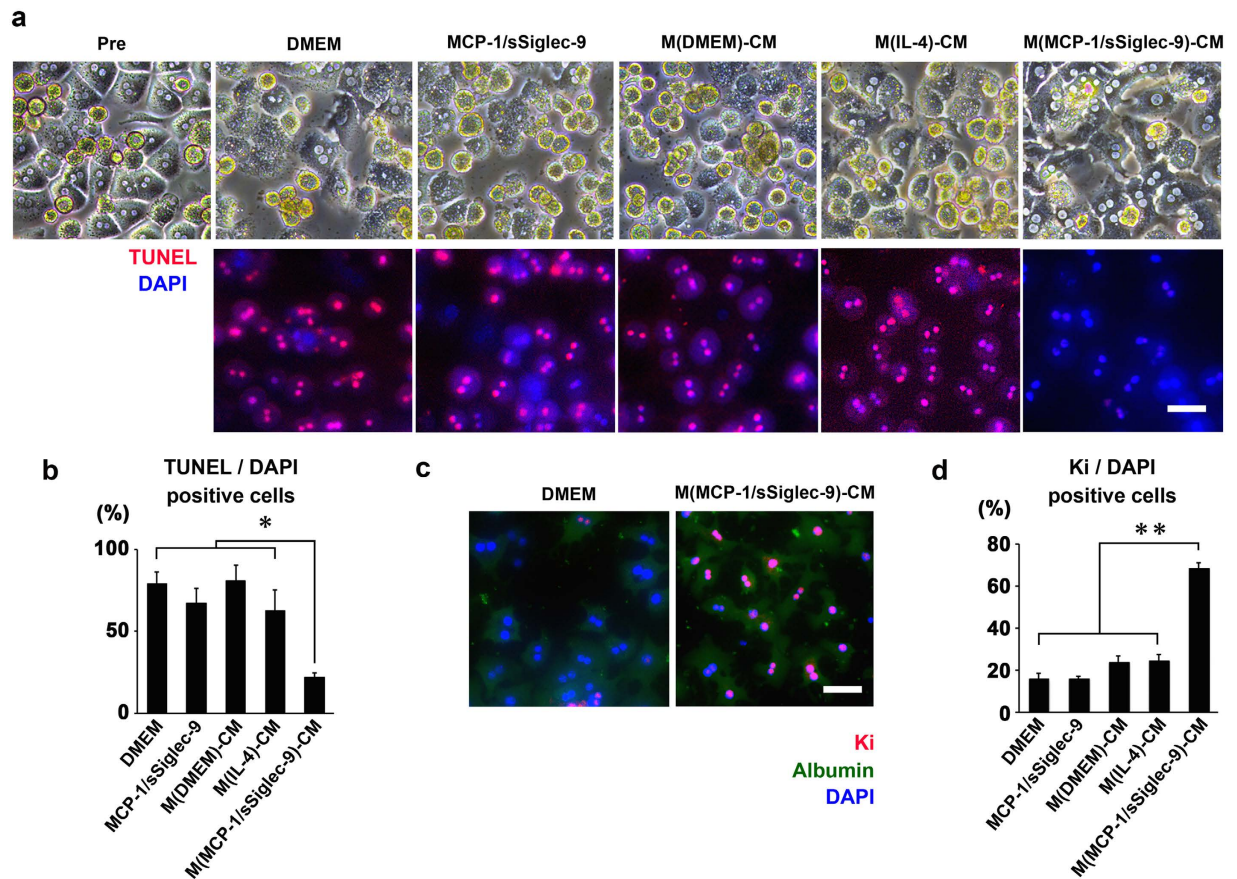 a
Pre
DMEM
MCP-1/sSiglec-9
M(DMEM)-CM
M(IL-4)-CM
M(MCP-1/sSiglec-9)-CM
TUNEL
DAPI
b
TUNEL / DAPI
positive cells
(%)
*
100
50
0
DMEM
MCP-1/sSiglec-9
M(DMEM)-CM
M(IL-4)-CM
M(MCP-1/sSiglec-9)-CM
c
DMEM
M(MCP-1/sSiglec-9)-CM
Ki
Albumin
DAPI
d
Ki / DAPI
positive cells
(%)
**
80
60
40
20
0
DMEM
MCP-1/sSiglec-9
M(DMEM)-CM
M(IL-4)-CM
M(MCP-1/sSiglec-9)-CM